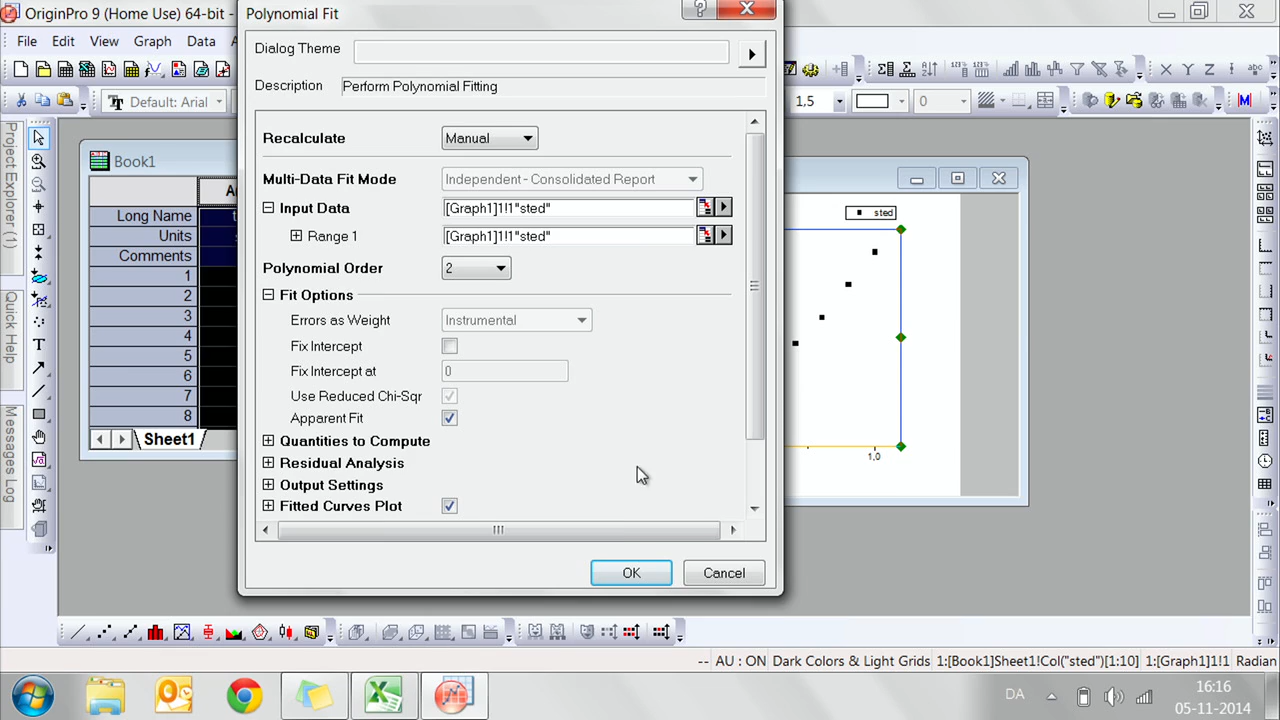 OriginPro 9 (Home Use) 64-bit -
Polynomial Fit
File Edit View Graph Data
Dialog Theme
Description Perform Polynomial Fitting
Default: Arial
1,5
0
Recalculate Manual
Multi-Data Fit Mode Independent - Consolidated Report
Input Data [Graph1]1!1"sted"
Range 1 [Graph1]1!1"sted"
Polynomial Order 2
Fit Options
Errors as Weight Instrumental
Fix Intercept
Fix Intercept at 0
Use Reduced Chi-Sqr
Apparent Fit
Quantities to Compute
Residual Analysis
Output Settings
Fitted Curves Plot
OK Cancel
Project Explorer (1)
Quick Help
Messages Log
Book1
Long Name
Units
Comments
1
2
3
4
5
6
7
8
Sheet1
sted
1,0
-- AU : ON Dark Colors & Light Grids 1:[Book1]Sheet1!Col("sted")[1:10] 1:[Graph1]1!1 Radian
DA
16:16
05-11-2014